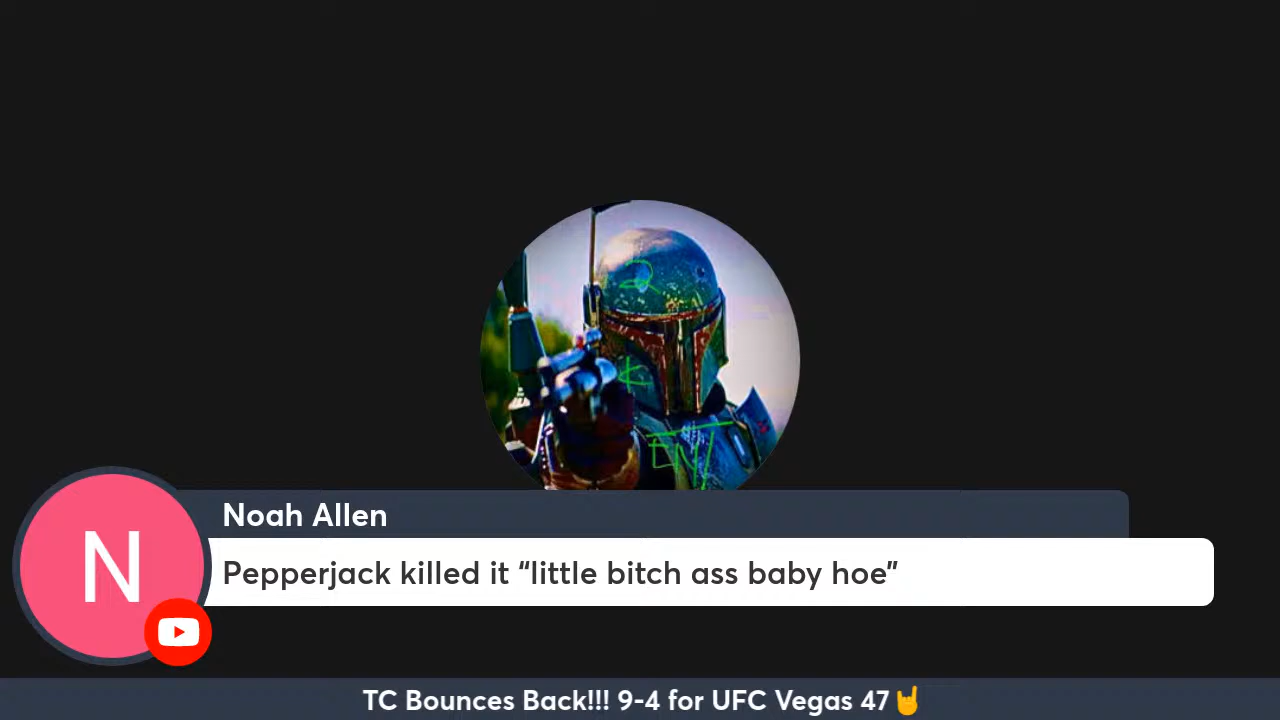 Noah Allen
N
Pepperjack killed it “little bitch ass baby hoe”
TC Bounces Back!!! 9-4 for UFC Vegas 47🤘